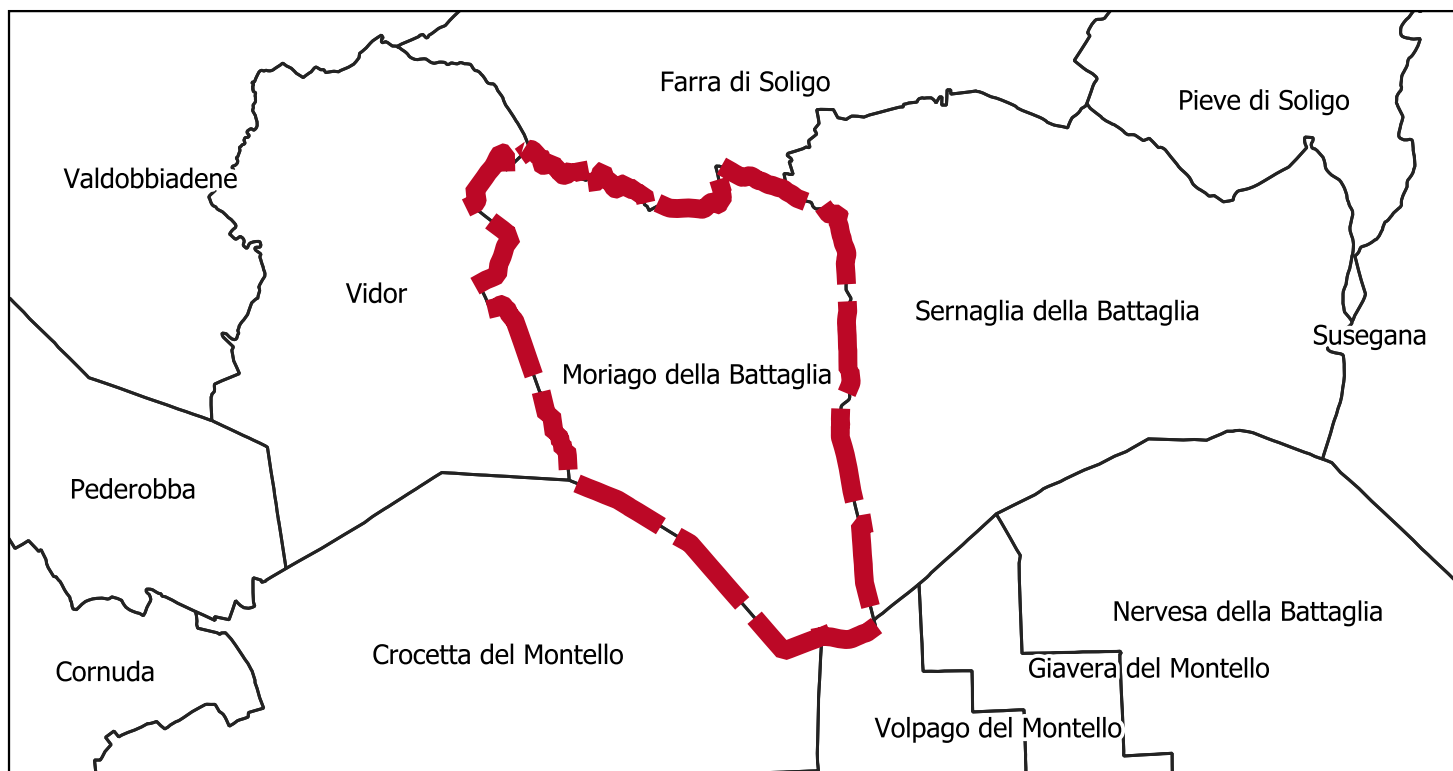 Farra di Soligo
Pieve di Soligo
Valdobbiadene
Vidor
Sernaglia della Battaglia
Susegana
Moriago della Battaglia
Pederobba
Nervesa della Battaglia
Crocetta del Montello
Giavera del Montello
Cornuda
Volpago del Montello